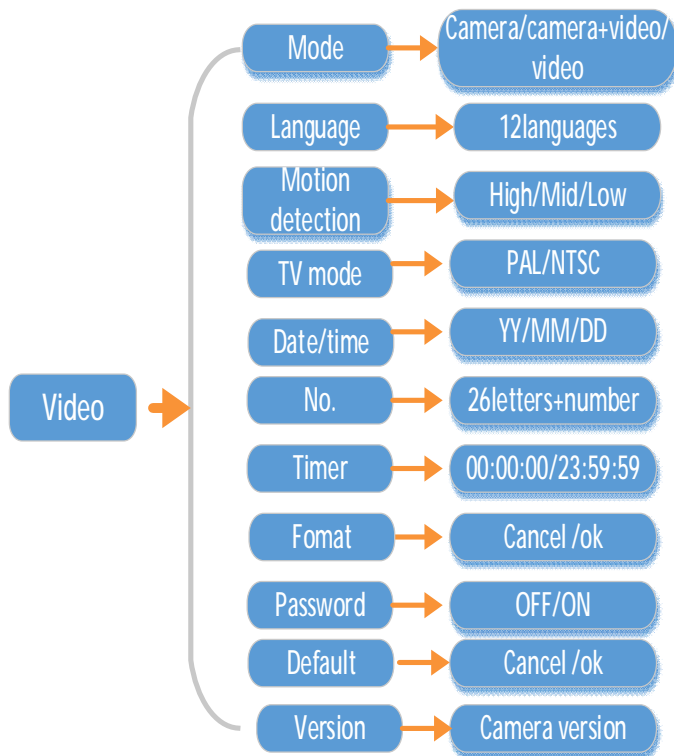 Mode
Camera/camera+video/
video
Language
12languages
Motion
detection
High/Mid/Low
TV mode
PAL/NTSC
Date/time
YY/MM/DD
Video
No.
26letters+number
Timer
00:00:00/23:59:59
Fomat
Cancel /ok
Password
OFF/ON
Default
Cancel /ok
Version
Camera version